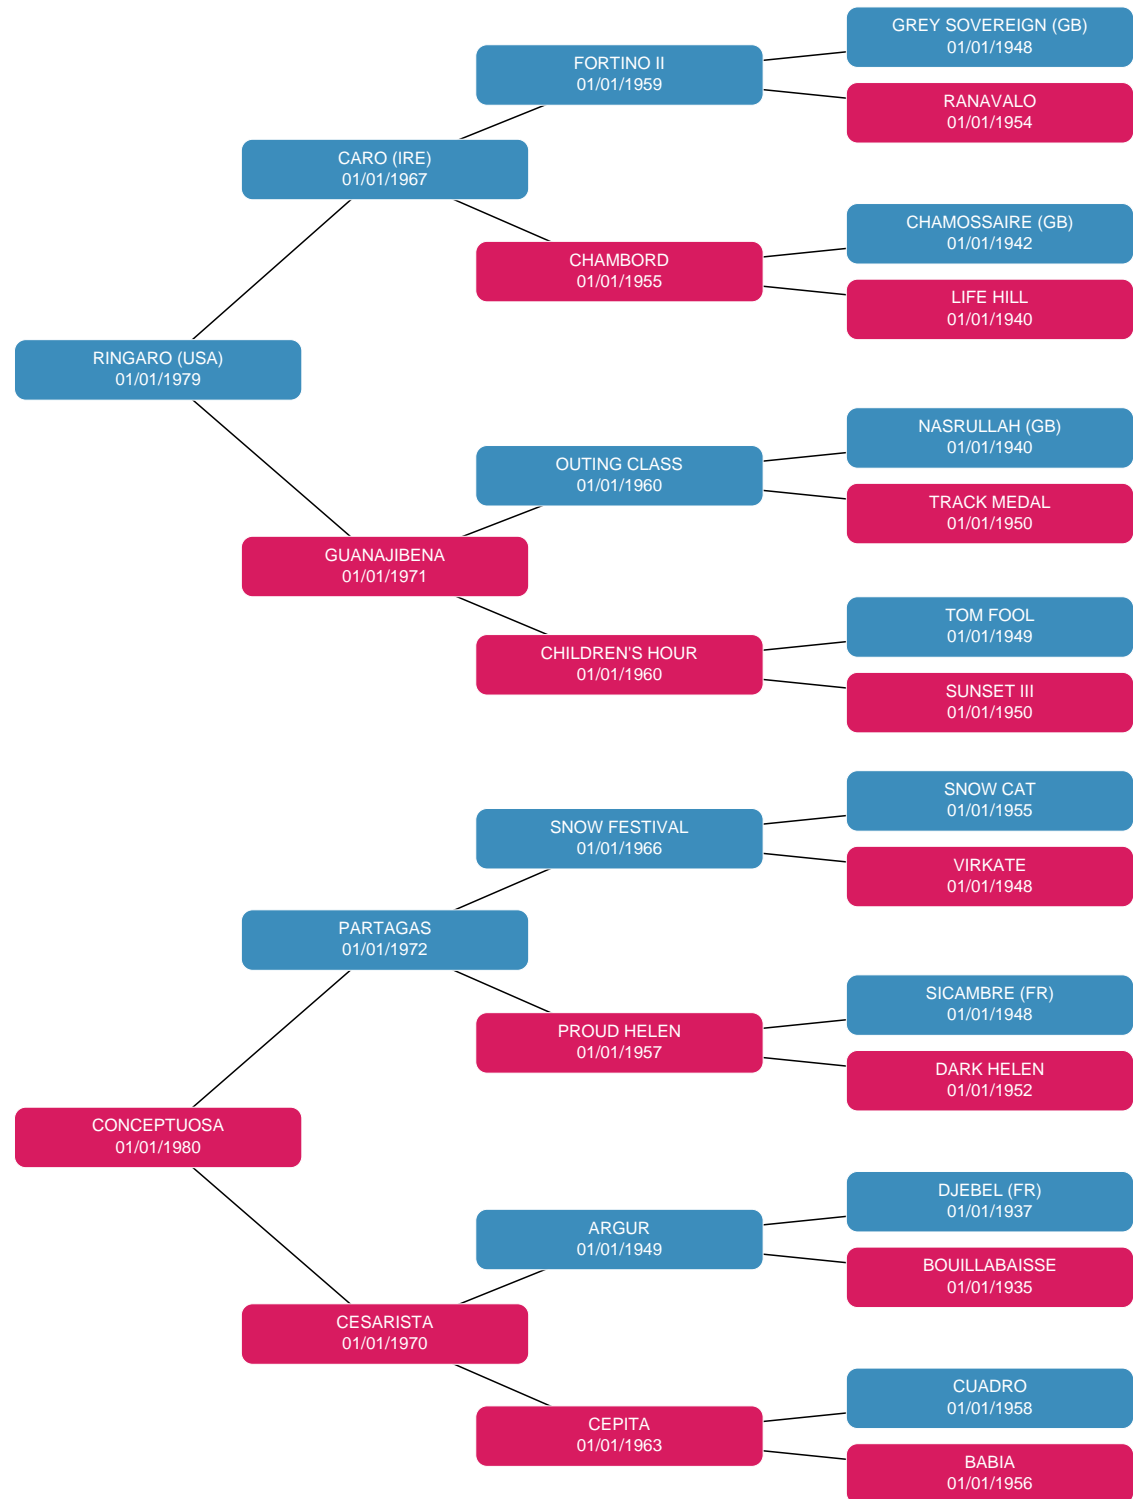 GREY SOVEREIGN (GB)
01/01/1948
FORTINO II
01/01/1959
RANAVALO
01/01/1954
CARO (IRE)
01/01/1967
CHAMOSSAIRE (GB)
01/01/1942
CHAMBORD
01/01/1955
LIFE HILL
01/01/1940
RINGARO (USA)
01/01/1979
NASRULLAH (GB)
01/01/1940
OUTING CLASS
01/01/1960
TRACK MEDAL
01/01/1950
GUANAJIBENA
01/01/1971
TOM FOOL
01/01/1949
CHILDREN'S HOUR
01/01/1960
SUNSET III
01/01/1950
SNOW CAT
01/01/1955
SNOW FESTIVAL
01/01/1966
VIRKATE
01/01/1948
PARTAGAS
01/01/1972
SICAMBRE (FR)
01/01/1948
PROUD HELEN
01/01/1957
DARK HELEN
01/01/1952
CONCEPTUOSA
01/01/1980
DJEBEL (FR)
01/01/1937
ARGUR
01/01/1949
BOUILLABAISSE
01/01/1935
CESARISTA
01/01/1970
CUADRO
01/01/1958
CEPITA
01/01/1963
BABIA
01/01/1956